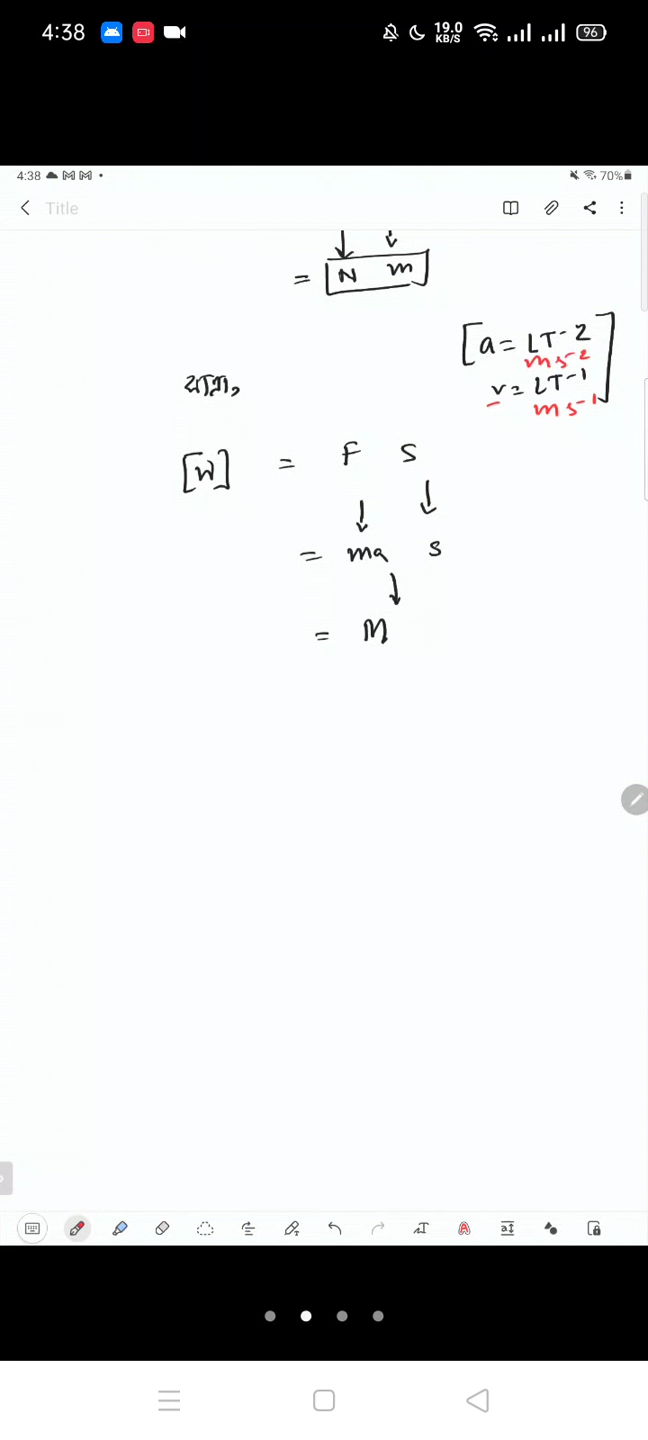 4:38 19.0 KB/S 96
4:38 70%
Title
= N m
[a = LT-2
ms-2
v = LT-1]
ms-1
মাত্রা,
[W] = F S
= ma s
= M